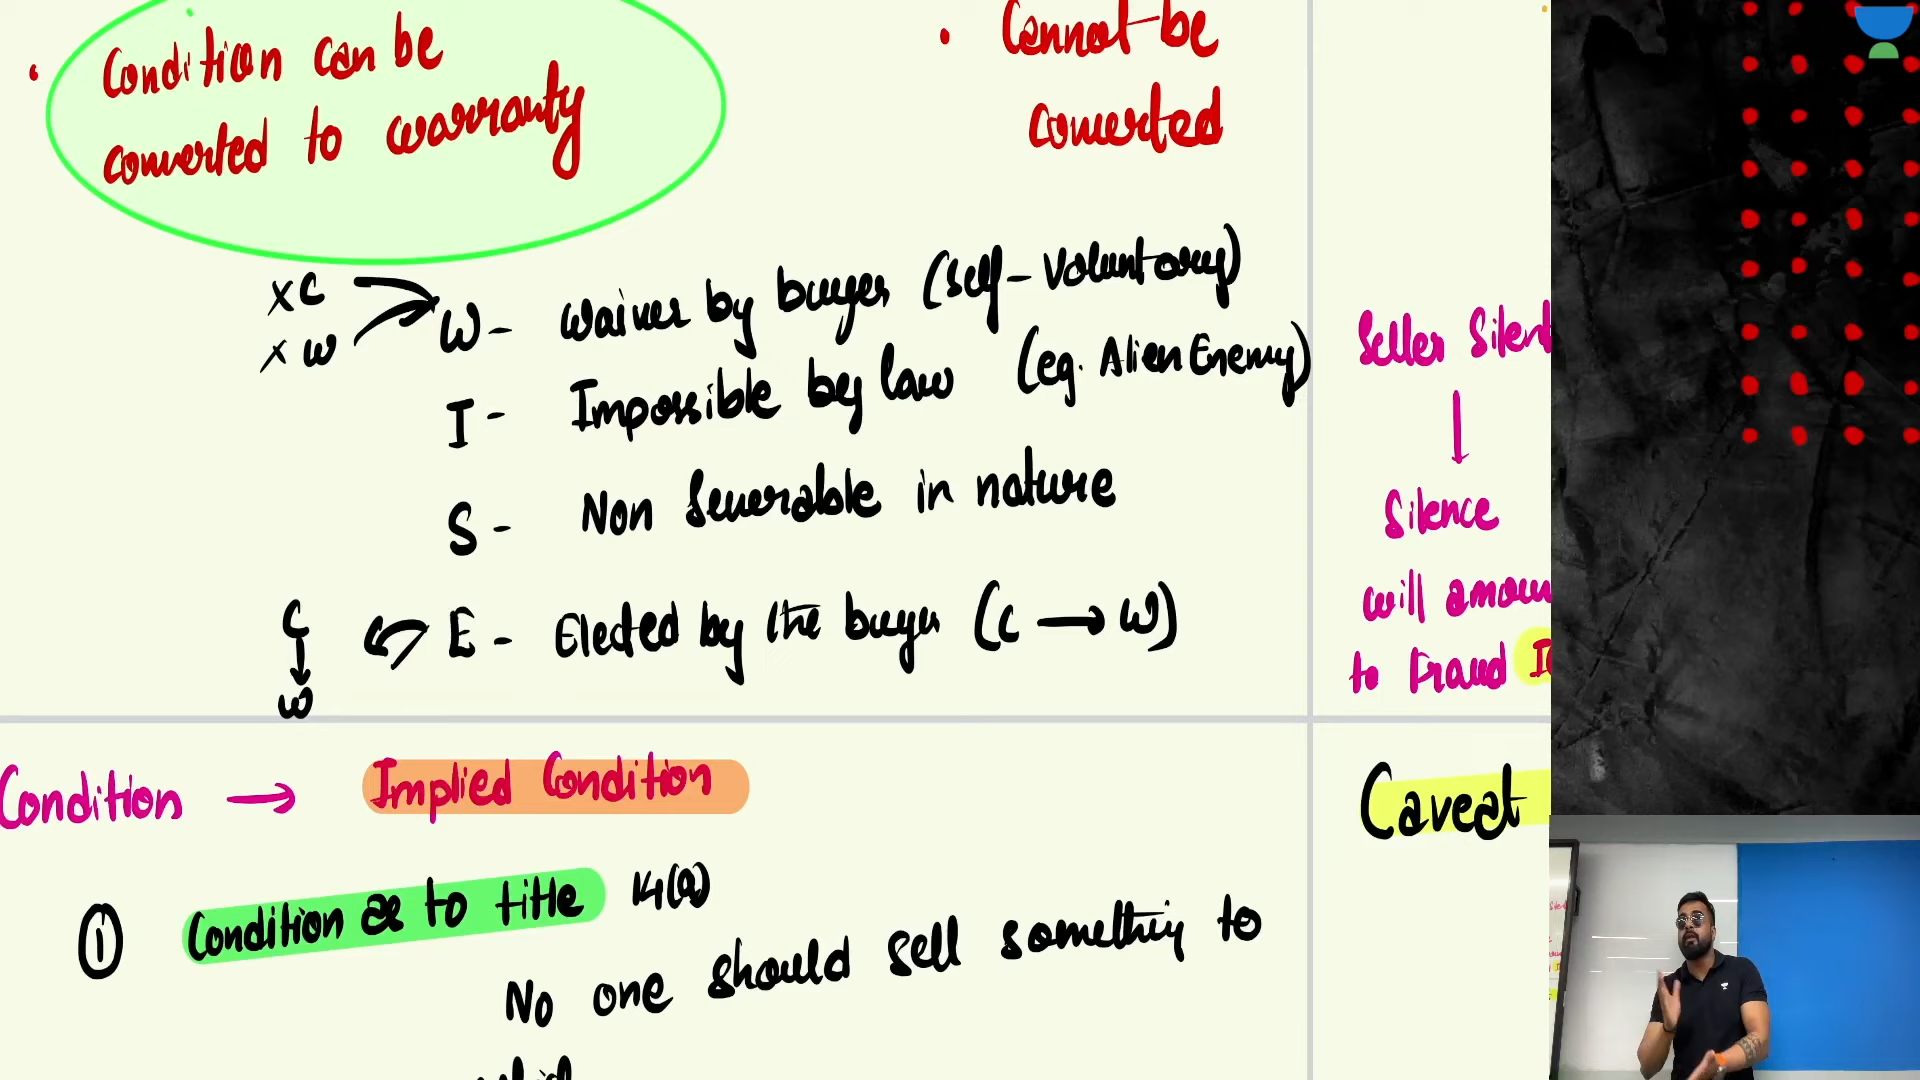 • Condition can be
converted to warranty
• Cannot be
converted
x C
x W
W - Waiver by buyer (Self - Voluntary)
I - Impossible by law (eg. Alien Enemy)
S - Non Severable in nature
E - Elected by the buyer (C → W)
C
↓
W
Seller Silent
Silence
will amoun
to Fraud
Condition → Implied Condition
① Condition as to title 14(a)
No one should sell something to
Caveat